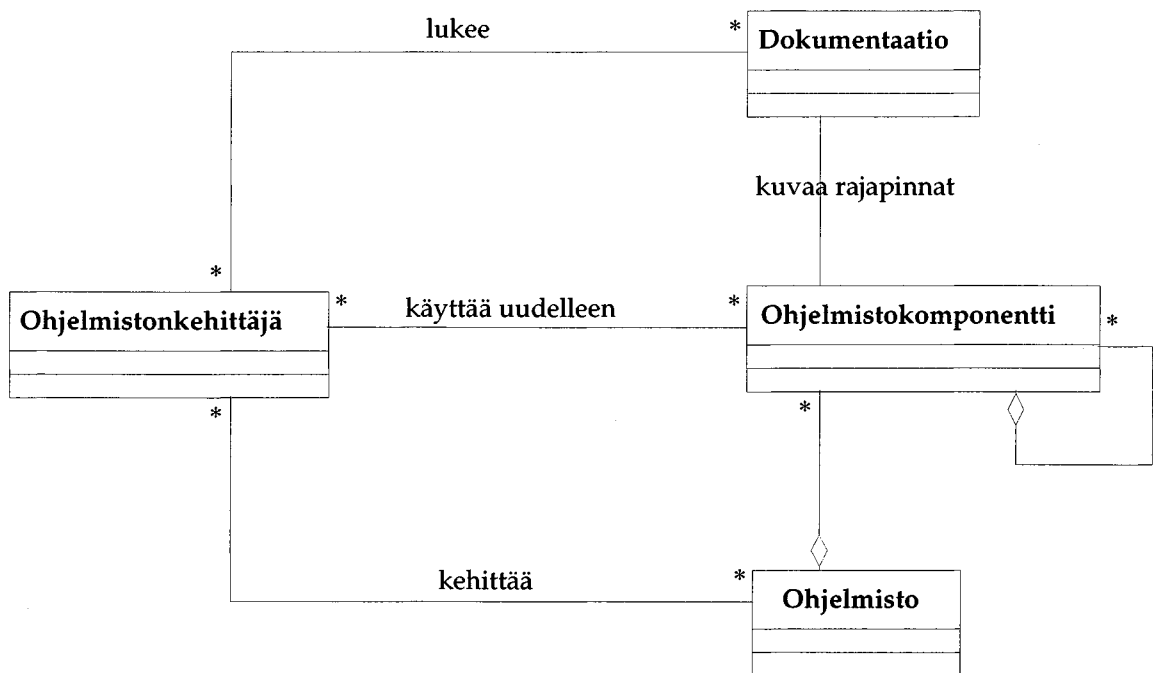 lukee
*
Dokumentaatio
kuvaa rajapinnat
*
Ohjelmistonkehittäjä
*
käyttää uudelleen
*
Ohjelmistokomponentti
*
*
*
kehittää
*
Ohjelmisto